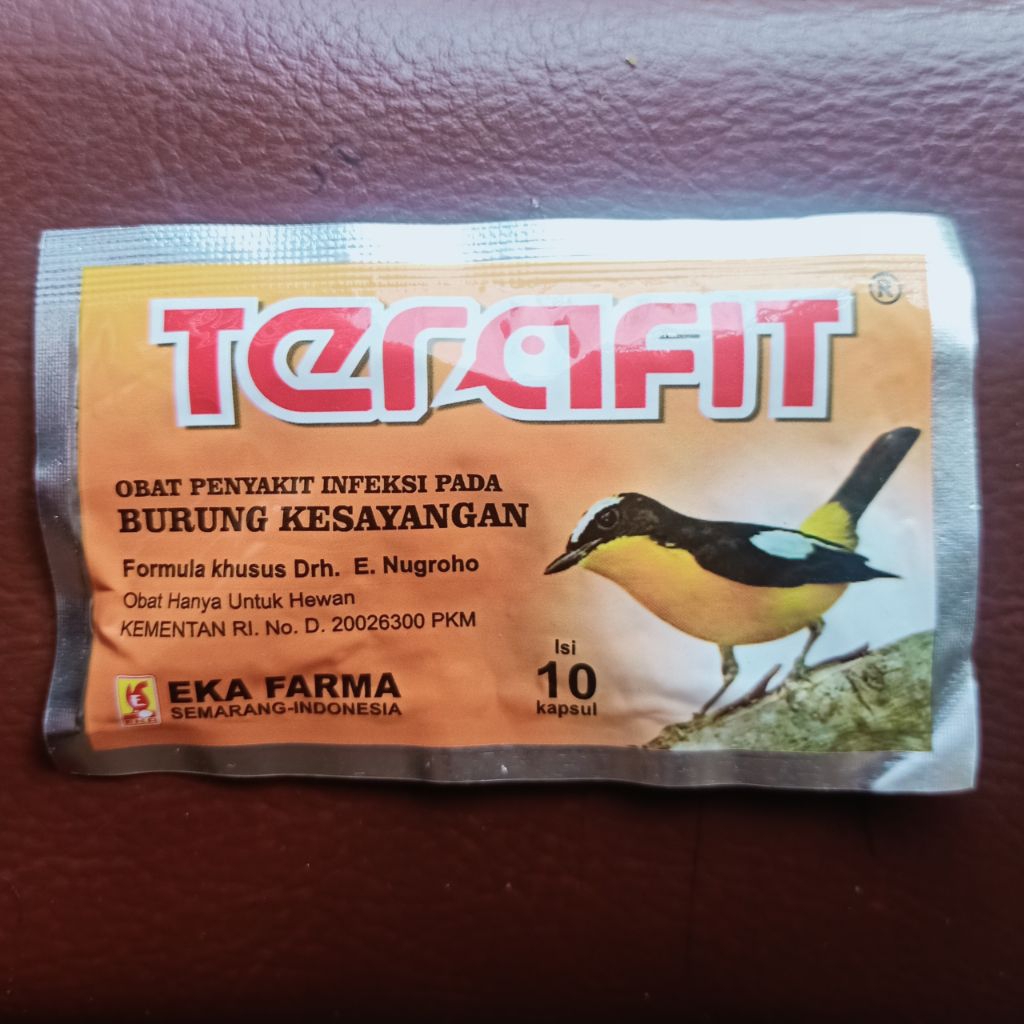 TeraFIT®
OBAT PENYAKIT INFEKSI PADA
BURUNG KESAYANGAN
Formula khusus Drh. E. Nugroho
Obat Hanya Untuk Hewan
KEMENTAN RI. No. D. 20026300 PKM
EKA FARMA
SEMARANG-INDONESIA
Isi
10
kapsul